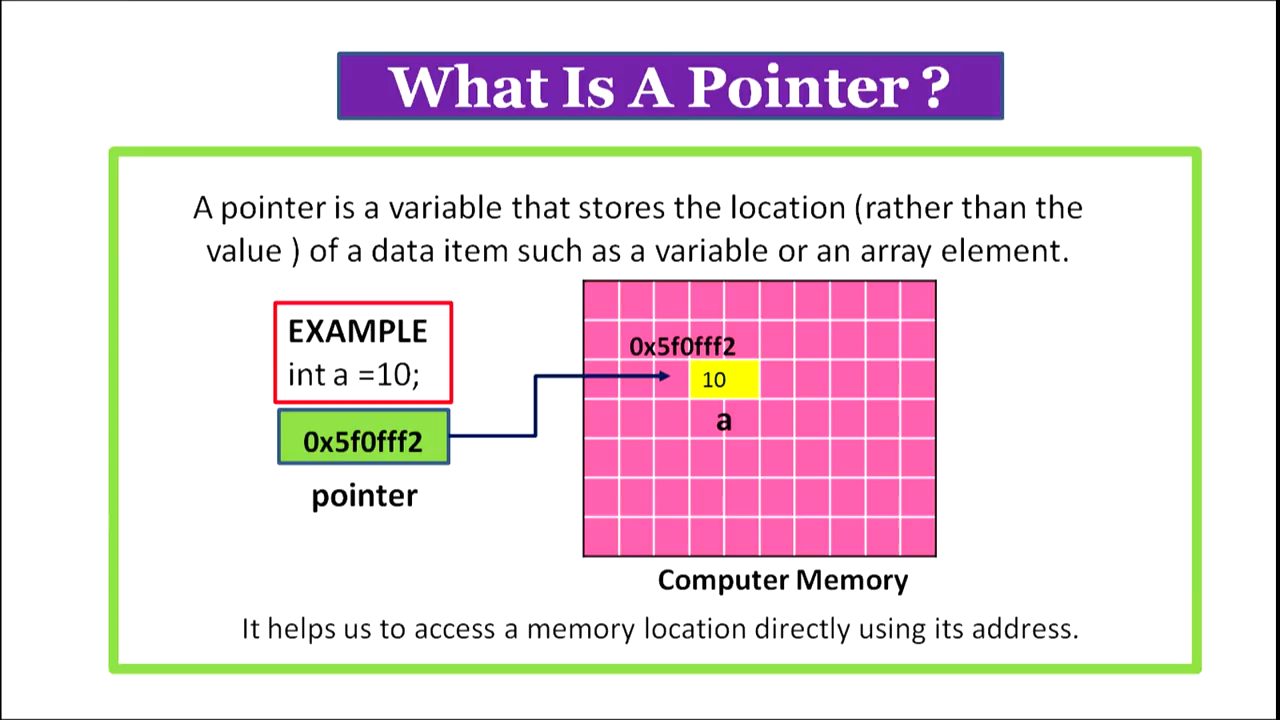 What Is A Pointer ?
A pointer is a variable that stores the location (rather than the
value ) of a data item such as a variable or an array element.
EXAMPLE
int a =10;
0x5f0fff2
pointer
0x5f0fff2
10
a
Computer Memory
It helps us to access a memory location directly using its address.